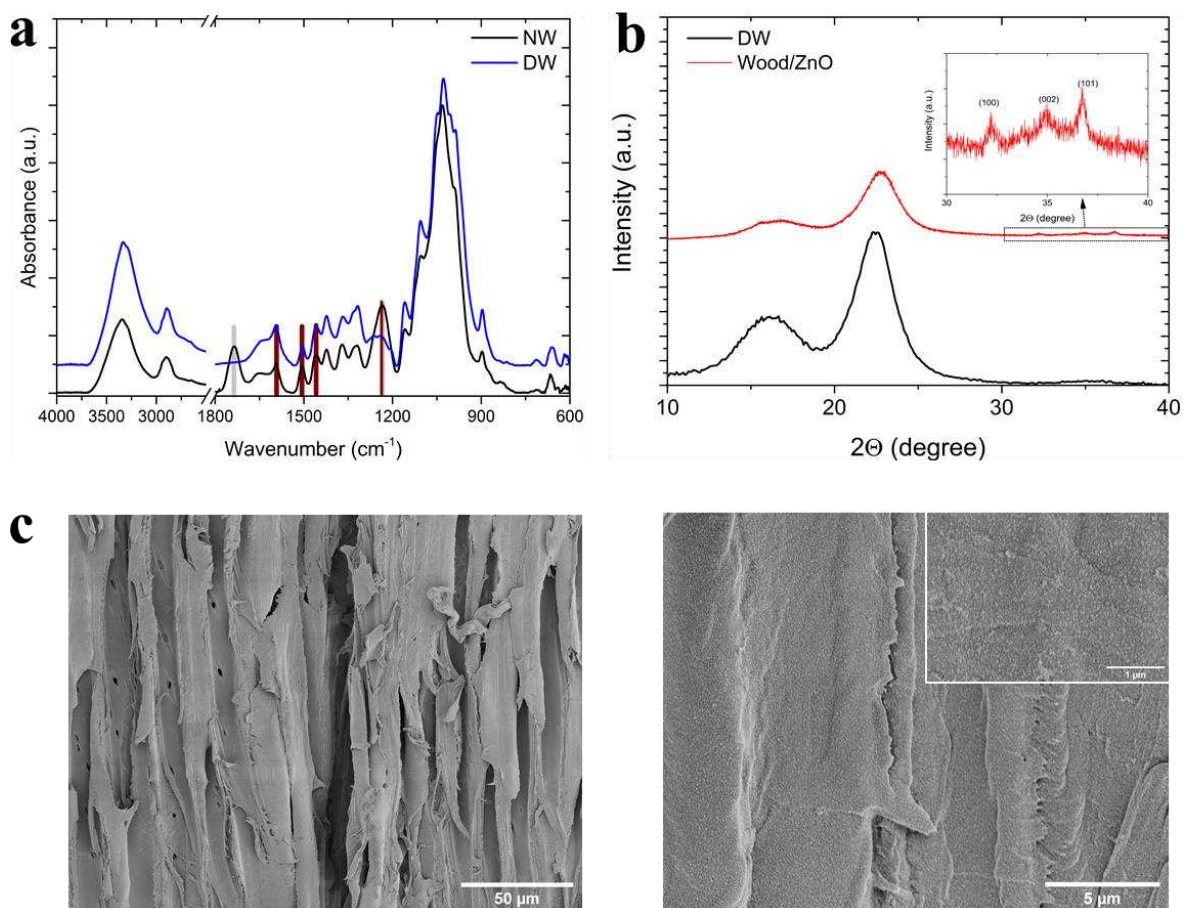 a
NW
DW
Absorbance (a.u.)
4000 3500 3000 1800 1500 1200 900 600
Wavenumber (cm-1)
b
DW
Wood/ZnO
Intensity (a.u.)
(100)
(002)
(101)
Intensity (a.u.)
30 35 40
2Θ (degree)
10 20 30 40
2Θ (degree)
c
50 µm
1 µm
5 µm